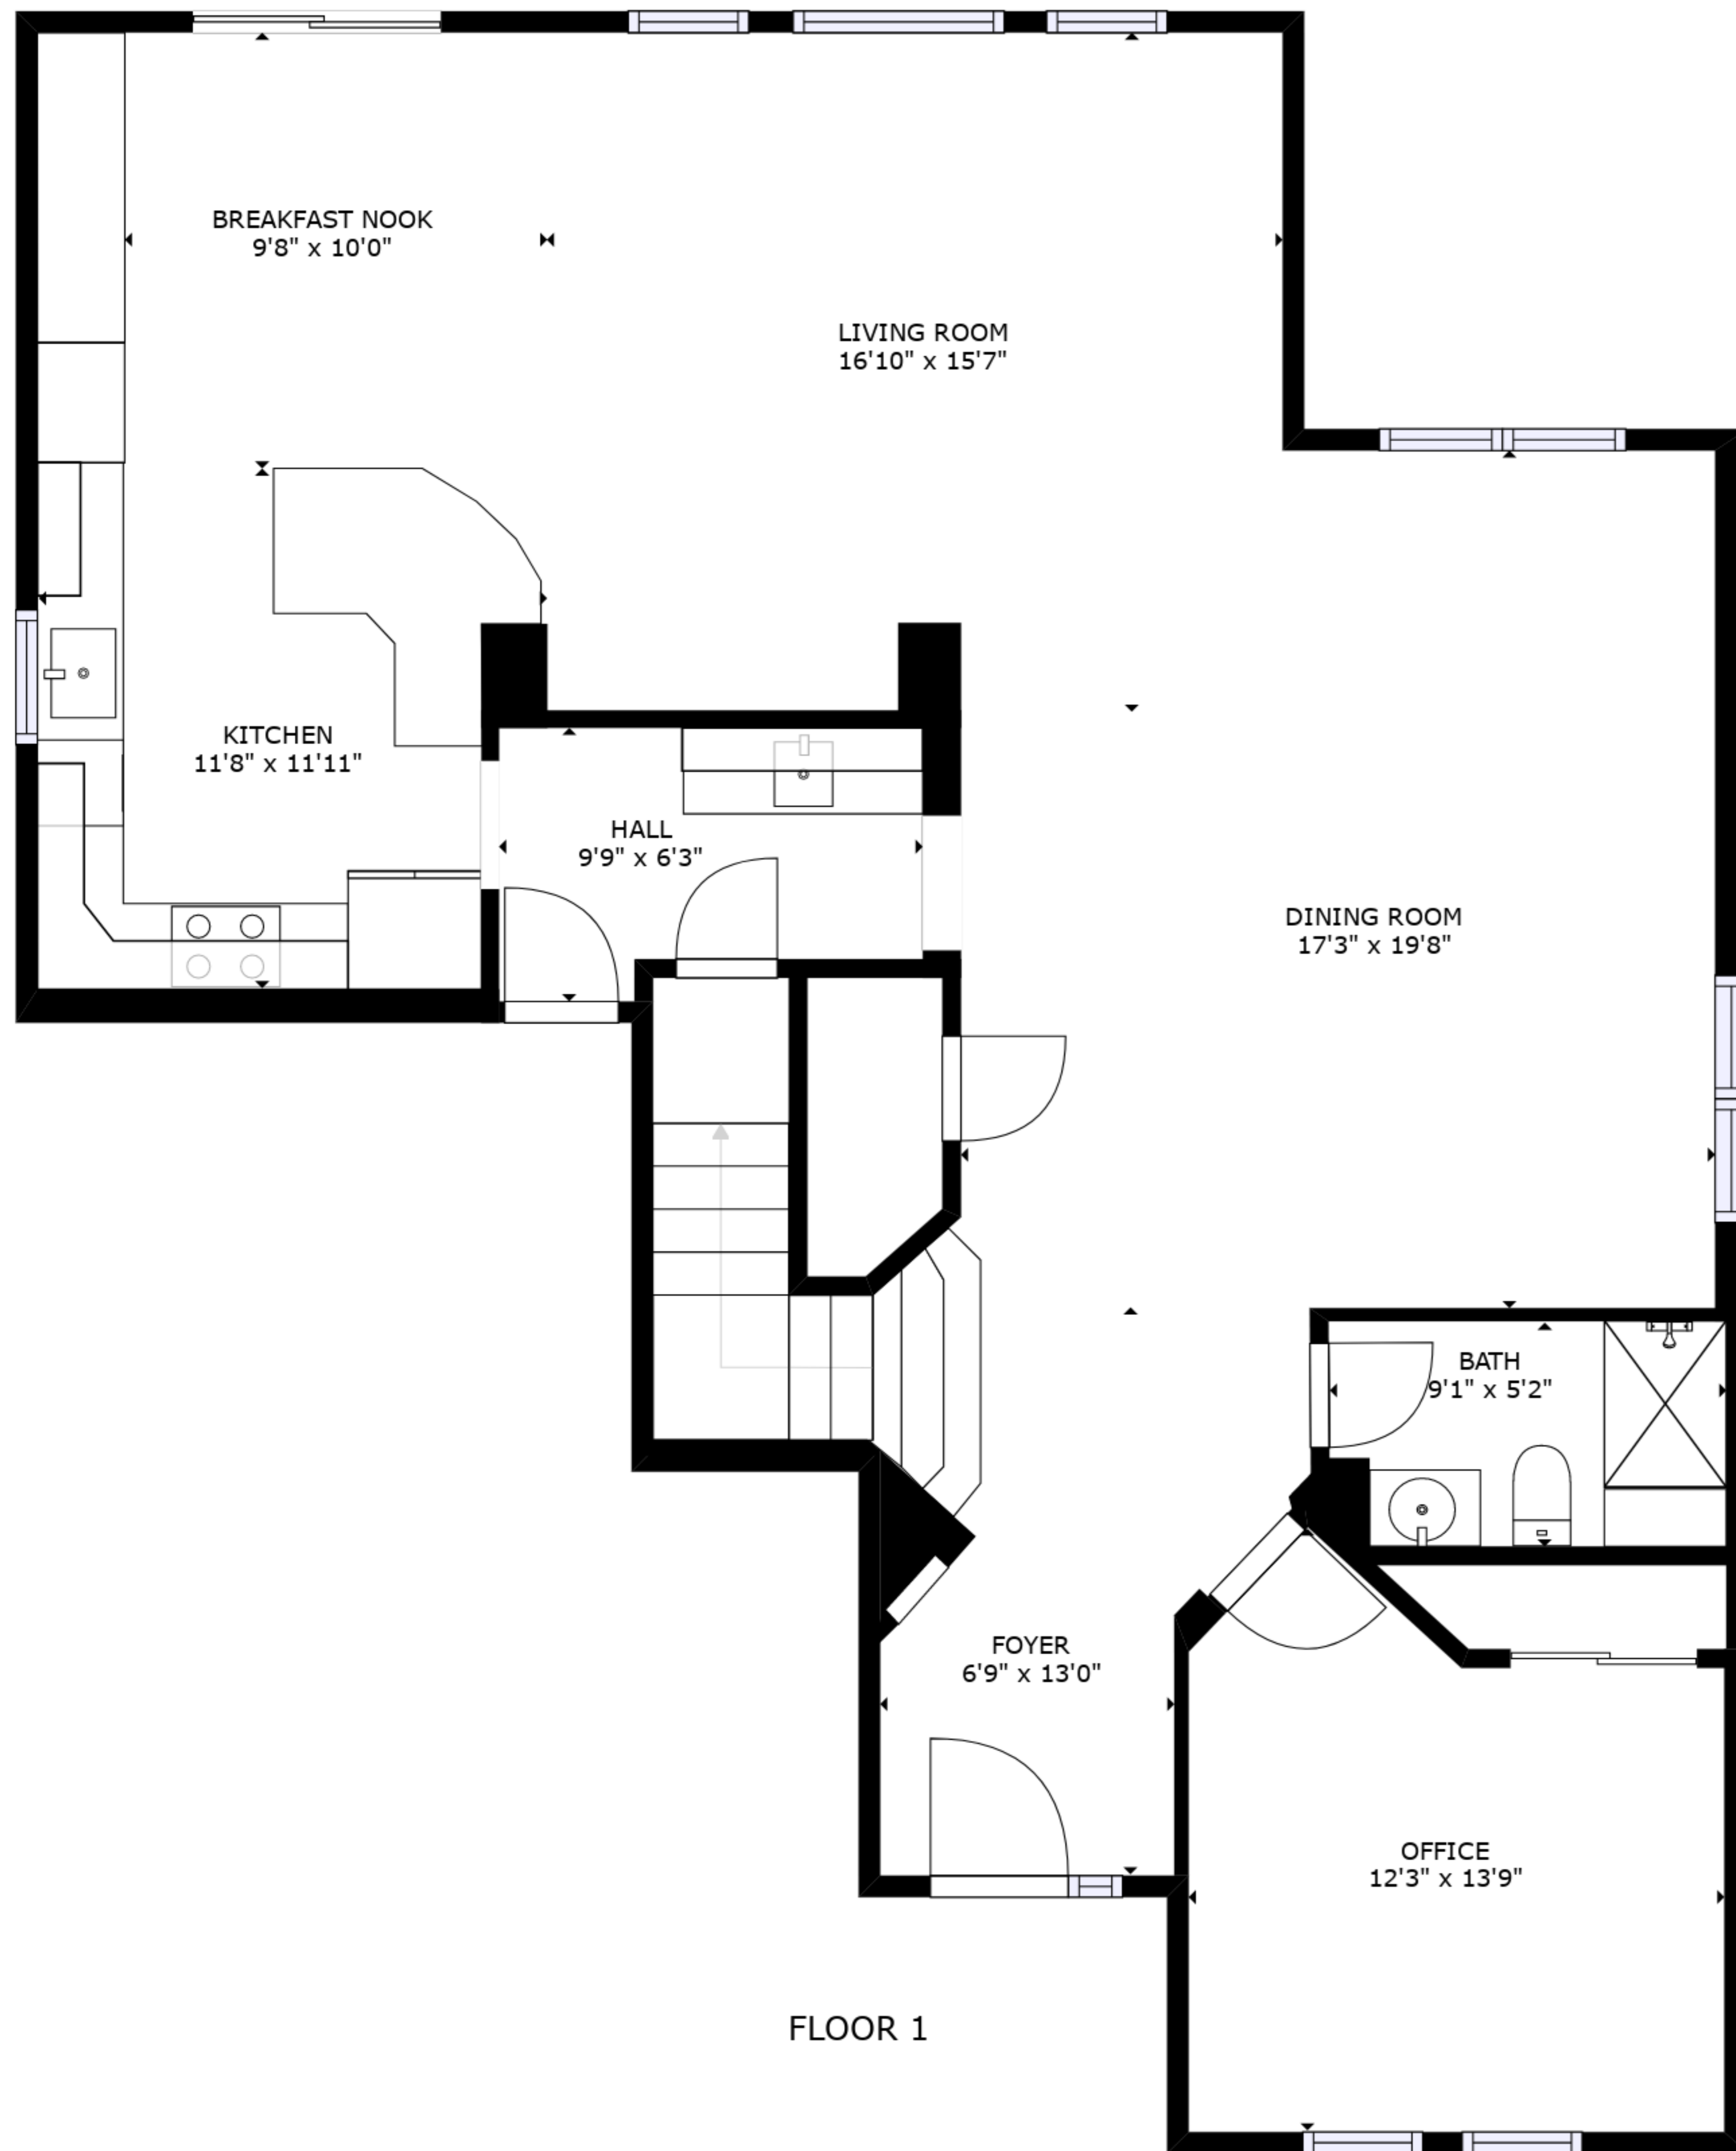 BREAKFAST NOOK
9'8" x 10'0"
LIVING ROOM
16'10" x 15'7"
KITCHEN
11'8" x 11'11"
HALL
9'9" x 6'3"
DINING ROOM
17'3" x 19'8"
BATH
9'1" x 5'2"
FOYER
6'9" x 13'0"
OFFICE
12'3" x 13'9"
FLOOR 1